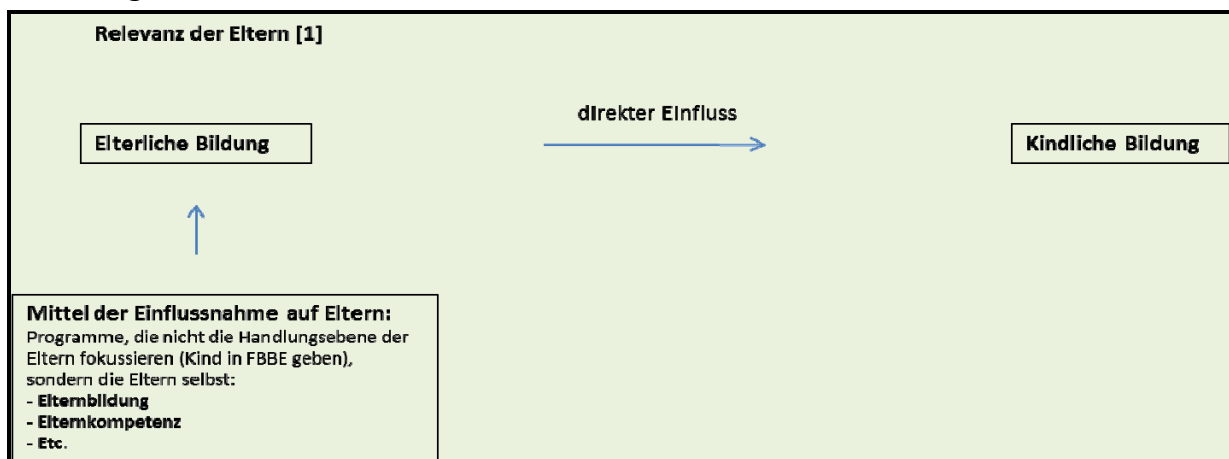 Relevanz der Eltern [1]
direkter Einfluss
Elterliche Bildung
Kindliche Bildung
Mittel der Einflussnahme auf Eltern:
Programme, die nicht die Handlungsebene der
Eltern fokussieren (Kind in FBBE geben),
sondern die Eltern selbst:
- Elternbildung
- Elternkompetenz
- Etc.